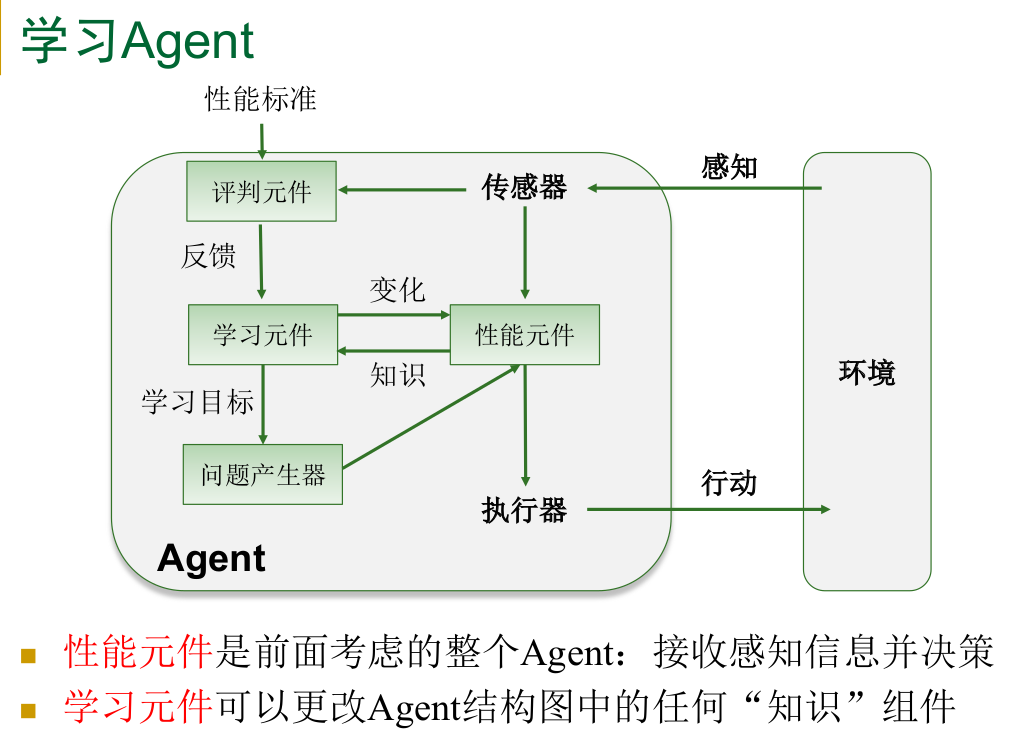 学习Agent
性能标准
感知
评判元件
传感器
反馈
变化
学习元件
性能元件
知识
环境
学习目标
问题产生器
行动
执行器
Agent
性能元件是前面考虑的整个Agent：接收感知信息并决策
学习元件可以更改Agent结构图中的任何“知识”组件